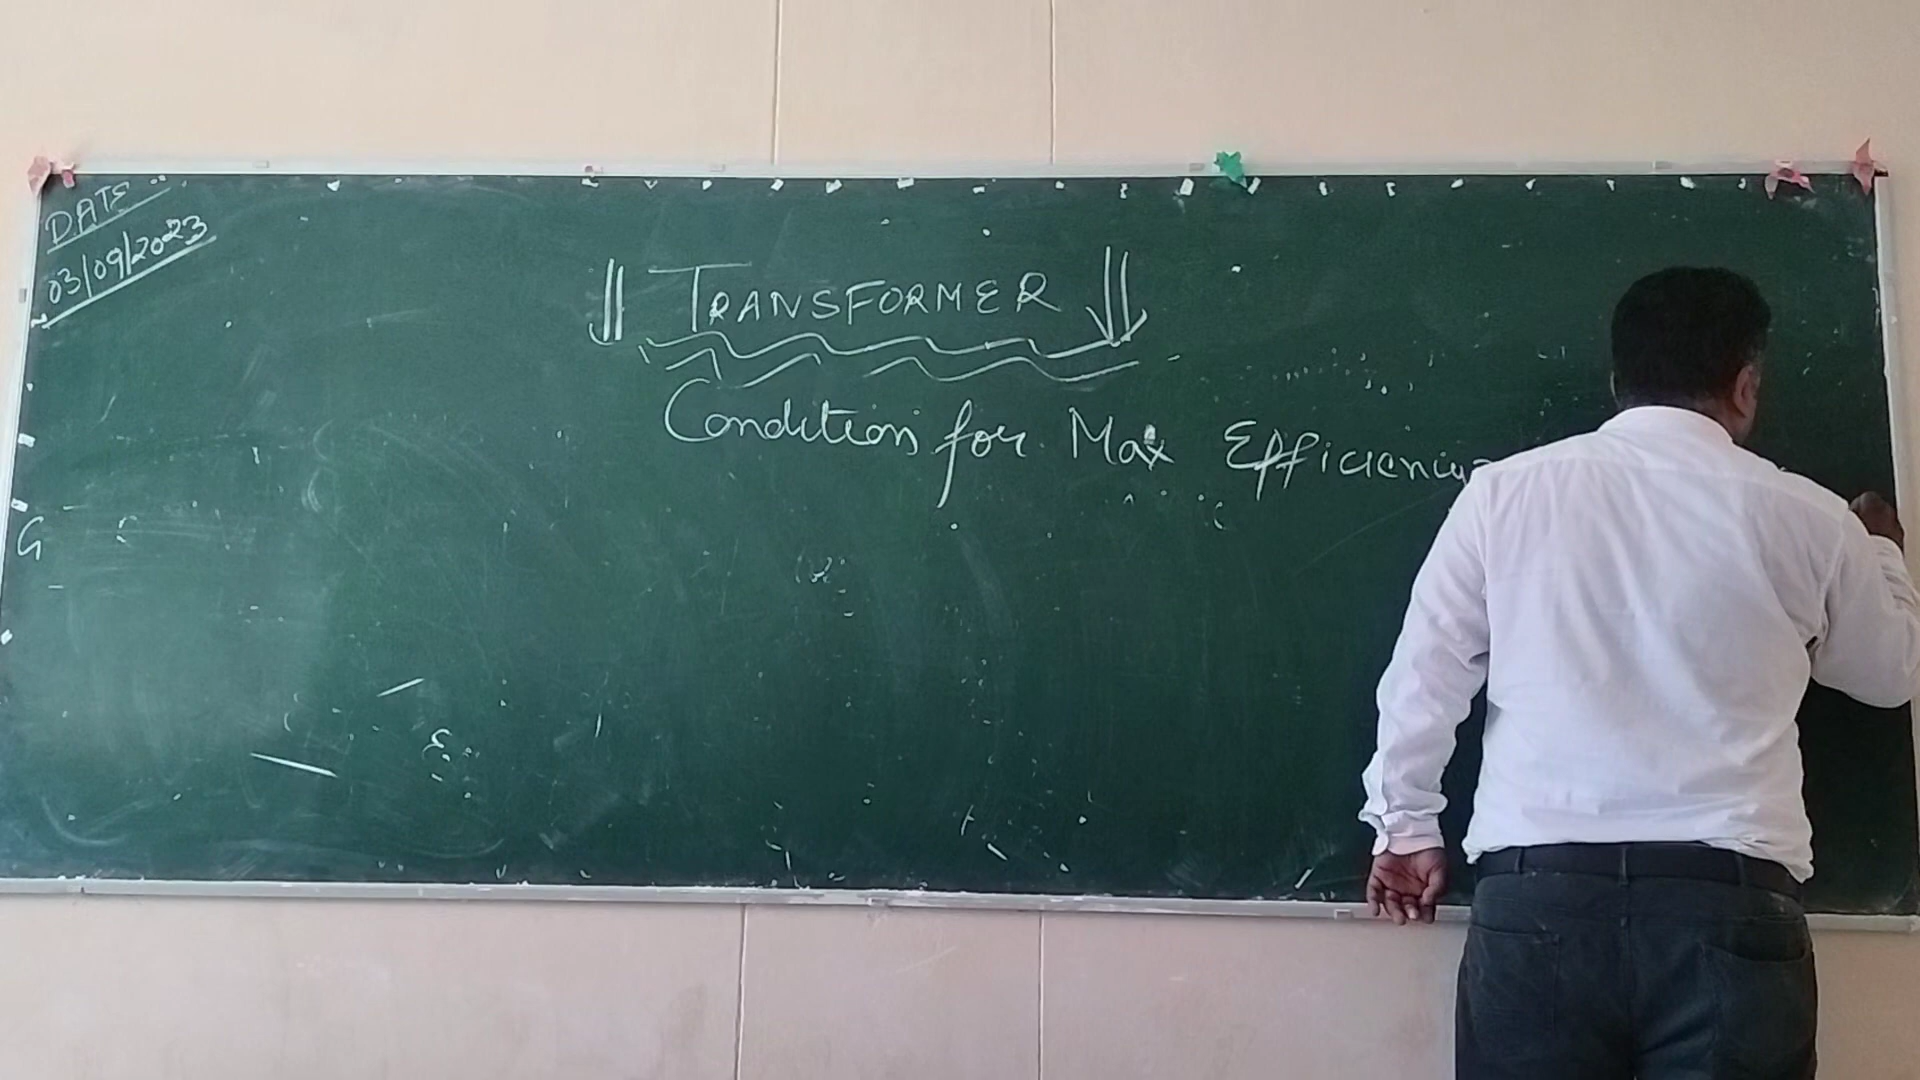 DATE :-
03/09/2023
TRANSFORMER
Condition for Max Efficiency
G